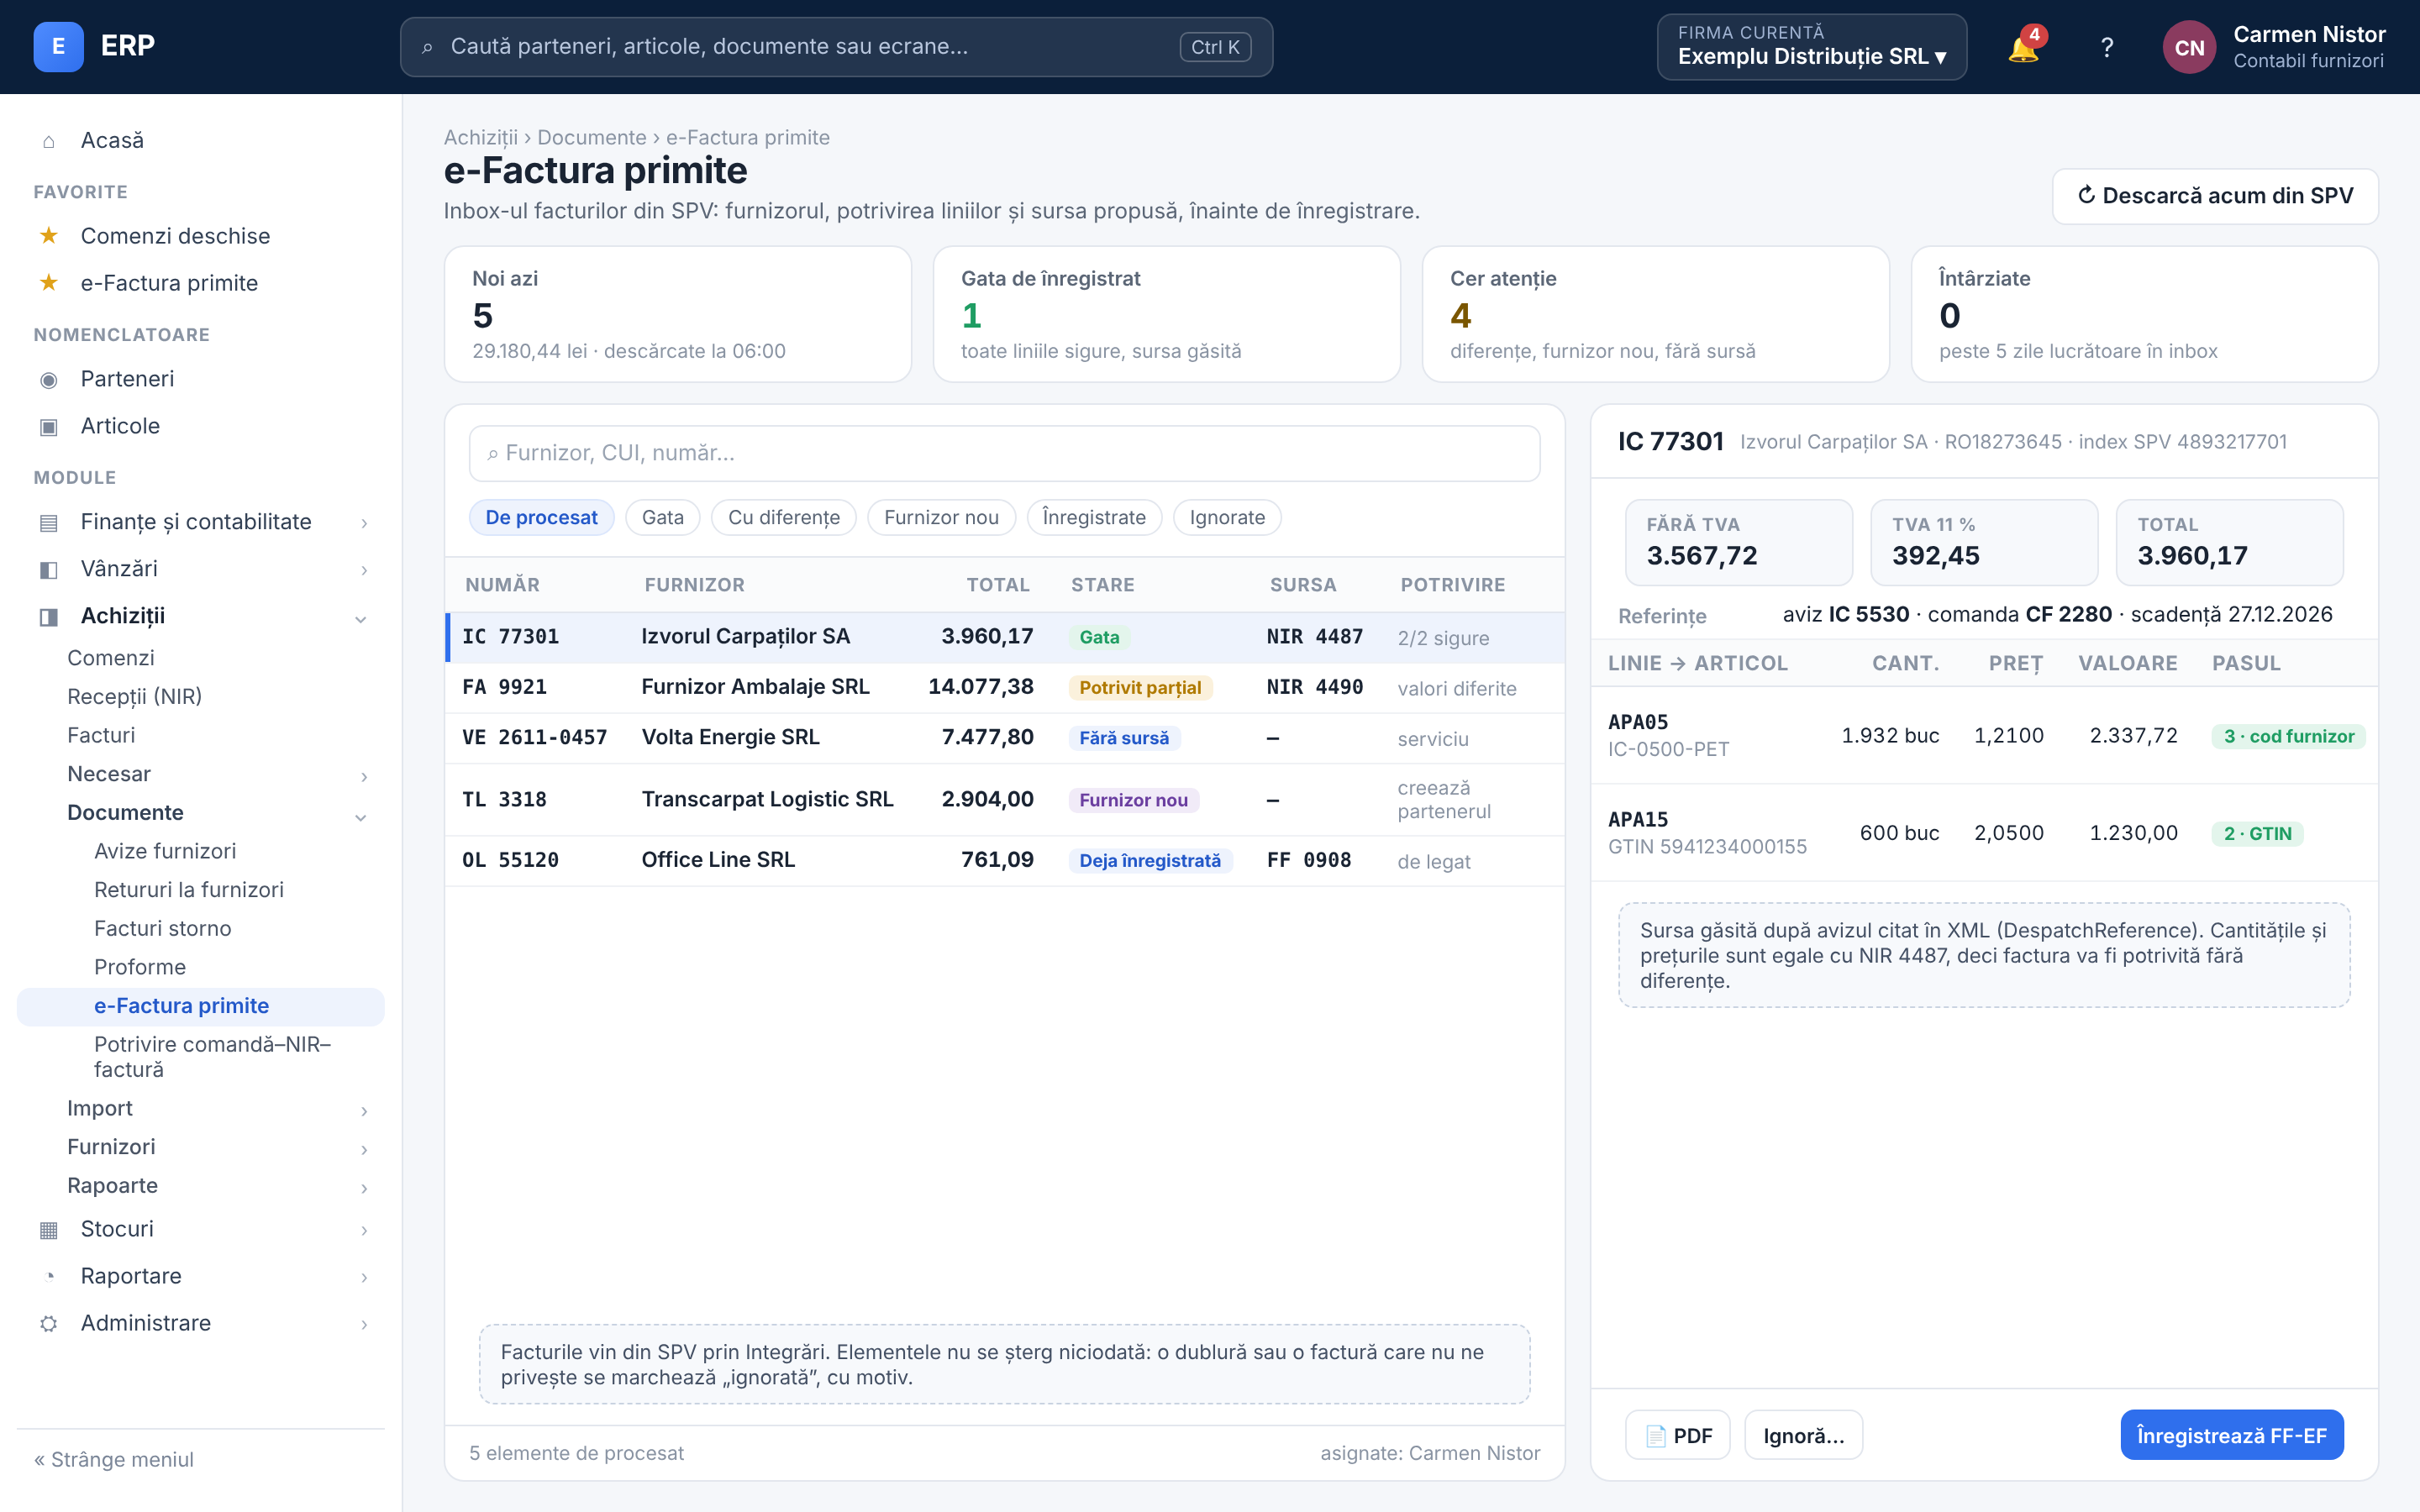 E ERP
Caută parteneri, articole, documente sau ecrane... Ctrl K
FIRMA CURENTĂ
Exemplu Distribuție SRL ▾
4
?
CN
Carmen Nistor
Contabil furnizori
Acasă
FAVORITE
★ Comenzi deschise
★ e-Factura primite
NOMENCLATOARE
Parteneri
Articole
MODULE
Finanțe și contabilitate ›
Vânzări ›
Achiziții
Comenzi
Recepții (NIR)
Facturi
Necesar ›
Documente
Avize furnizori
Retururi la furnizori
Facturi storno
Proforme
e-Factura primite
Potrivire comandă–NIR–
factură
Import ›
Furnizori ›
Rapoarte ›
Stocuri ›
Raportare ›
Administrare ›
« Strânge meniul
Achiziții › Documente › e-Factura primite
e-Factura primite
Inbox-ul facturilor din SPV: furnizorul, potrivirea liniilor și sursa propusă, înainte de înregistrare.
↻ Descarcă acum din SPV
Noi azi
5
29.180,44 lei · descărcate la 06:00
Gata de înregistrat
1
toate liniile sigure, sursa găsită
Cer atenție
4
diferențe, furnizor nou, fără sursă
Întârziate
0
peste 5 zile lucrătoare în inbox
Furnizor, CUI, număr...
De procesat Gata Cu diferențe Furnizor nou Înregistrate Ignorate
NUMĂR FURNIZOR TOTAL STARE SURSA POTRIVIRE
IC 77301 Izvorul Carpaților SA 3.960,17 Gata NIR 4487 2/2 sigure
FA 9921 Furnizor Ambalaje SRL 14.077,38 Potrivit parțial NIR 4490 valori diferite
VE 2611-0457 Volta Energie SRL 7.477,80 Fără sursă — serviciu
TL 3318 Transcarpat Logistic SRL 2.904,00 Furnizor nou — creează
partenerul
OL 55120 Office Line SRL 761,09 Deja înregistrată FF 0908 de legat
Facturile vin din SPV prin Integrări. Elementele nu se șterg niciodată: o dublură sau o factură care nu ne
privește se marchează „ignorată”, cu motiv.
5 elemente de procesat asignate: Carmen Nistor
IC 77301 Izvorul Carpaților SA · RO18273645 · index SPV 4893217701
FĂRĂ TVA
3.567,72
TVA 11 %
392,45
TOTAL
3.960,17
Referințe aviz IC 5530 · comanda CF 2280 · scadență 27.12.2026
LINIE → ARTICOL CANT. PREȚ VALOARE PASUL
APA05
IC-0500-PET
1.932 buc 1,2100 2.337,72 3 · cod furnizor
APA15
GTIN 5941234000155
600 buc 2,0500 1.230,00 2 · GTIN
Sursa găsită după avizul citat în XML (DespatchReference). Cantitățile și
prețurile sunt egale cu NIR 4487, deci factura va fi potrivită fără
diferențe.
PDF Ignoră... Înregistrează FF-EF